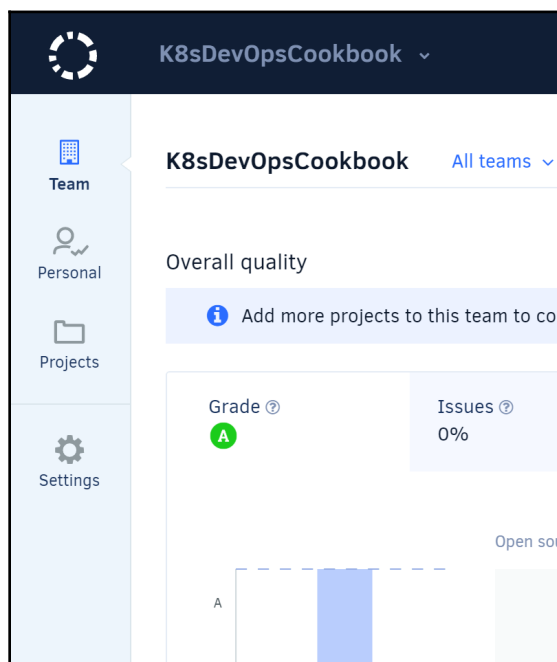 K8sDevOpsCookbook
Team
Personal
Projects
Settings
K8sDevOpsCookbook All teams
Overall quality
Add more projects to this team to co
Grade Issues
A 0%
Open sou
A